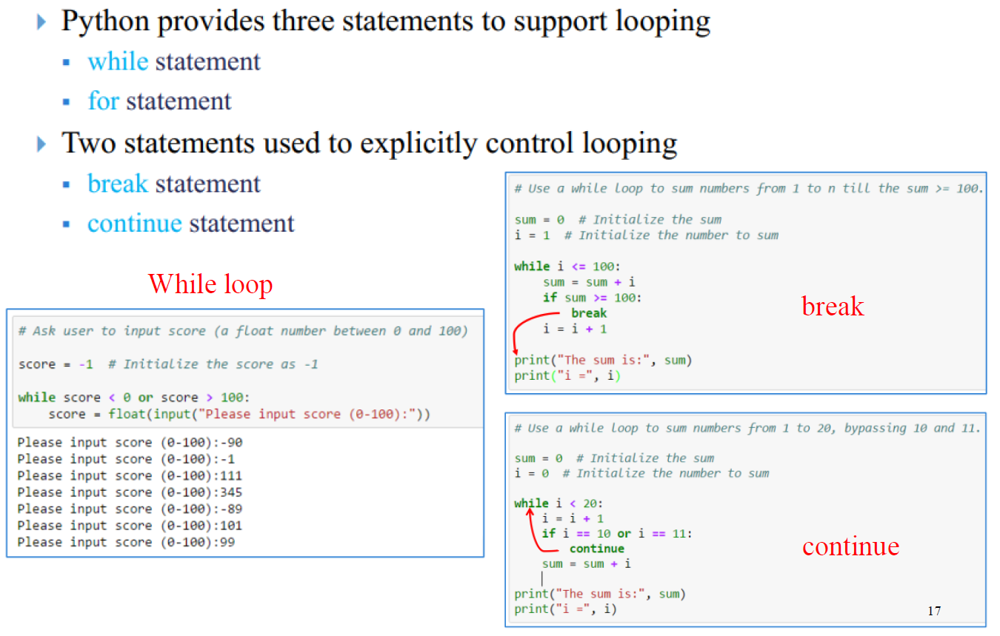 Python provides three statements to support looping
while statement
for statement
Two statements used to explicitly control looping
break statement
continue statement
While loop
# Ask user to input score (a float number between 0 and 100)
score = -1  # Initialize the score as -1
while score < 0 or score > 100:
    score = float(input("Please input score (0-100):"))
Please input score (0-100):-90
Please input score (0-100):-1
Please input score (0-100):111
Please input score (0-100):345
Please input score (0-100):-89
Please input score (0-100):101
Please input score (0-100):99
# Use a while loop to sum numbers from 1 to n till the sum >= 100.
sum = 0  # Initialize the sum
i = 1  # Initialize the number to sum
while i <= 100:
    sum = sum + i
    if sum >= 100:
        break
    i = i + 1
print("The sum is:", sum)
print("i =", i)
break
# Use a while loop to sum numbers from 1 to 20, bypassing 10 and 11.
sum = 0  # Initialize the sum
i = 0  # Initialize the number to sum
while i < 20:
    i = i + 1
    if i == 10 or i == 11:
        continue
    sum = sum + i
print("The sum is:", sum)
print("i =", i)
continue
17